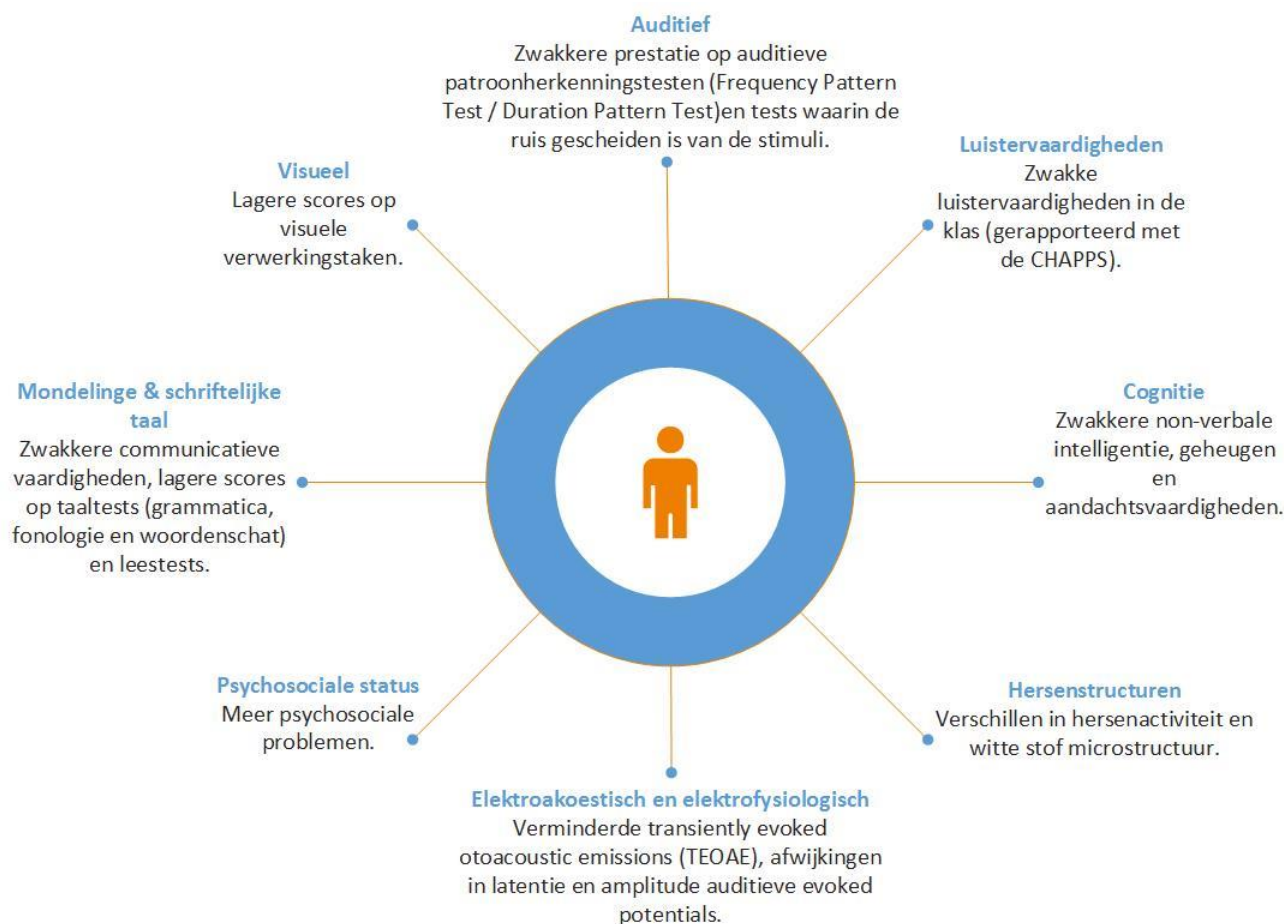 Auditief
Zwakkere prestatie op auditieve
patroonherkenningstesten (Frequency Pattern
Test / Duration Pattern Test)en tests waarin de
ruis gescheiden is van de stimuli.
Luistervaardigheden
Zwakke
luistervaardigheden in de
klas (gerapporteerd met
de CHAPPS).
Cognitie
Zwakkere non-verbale
intelligentie, geheugen
en
aandachtsvaardigheden.
Hersenstructuren
Verschillen in hersenactiviteit en
witte stof microstructuur.
Elektroakoestisch en elektrofysiologisch
Verminderde transiently evoked
otoacoustic emissions (TEOAE), afwijkingen
in latentie en amplitude auditieve evoked
potentials.
Psychosociale status
Meer psychosociale
problemen.
Mondelinge & schriftelijke
taal
Zwakkere communicatieve
vaardigheden, lagere scores
op taaltests (grammatica,
fonologie en woordenschat)
en leestests.
Visueel
Lagere scores op
visuele
verwerkingstaken.